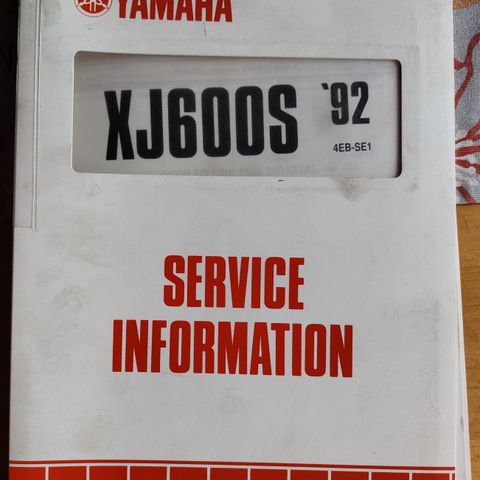 YAMAHA
XJ600S '92
4EB-SE1
SERVICE
INFORMATION